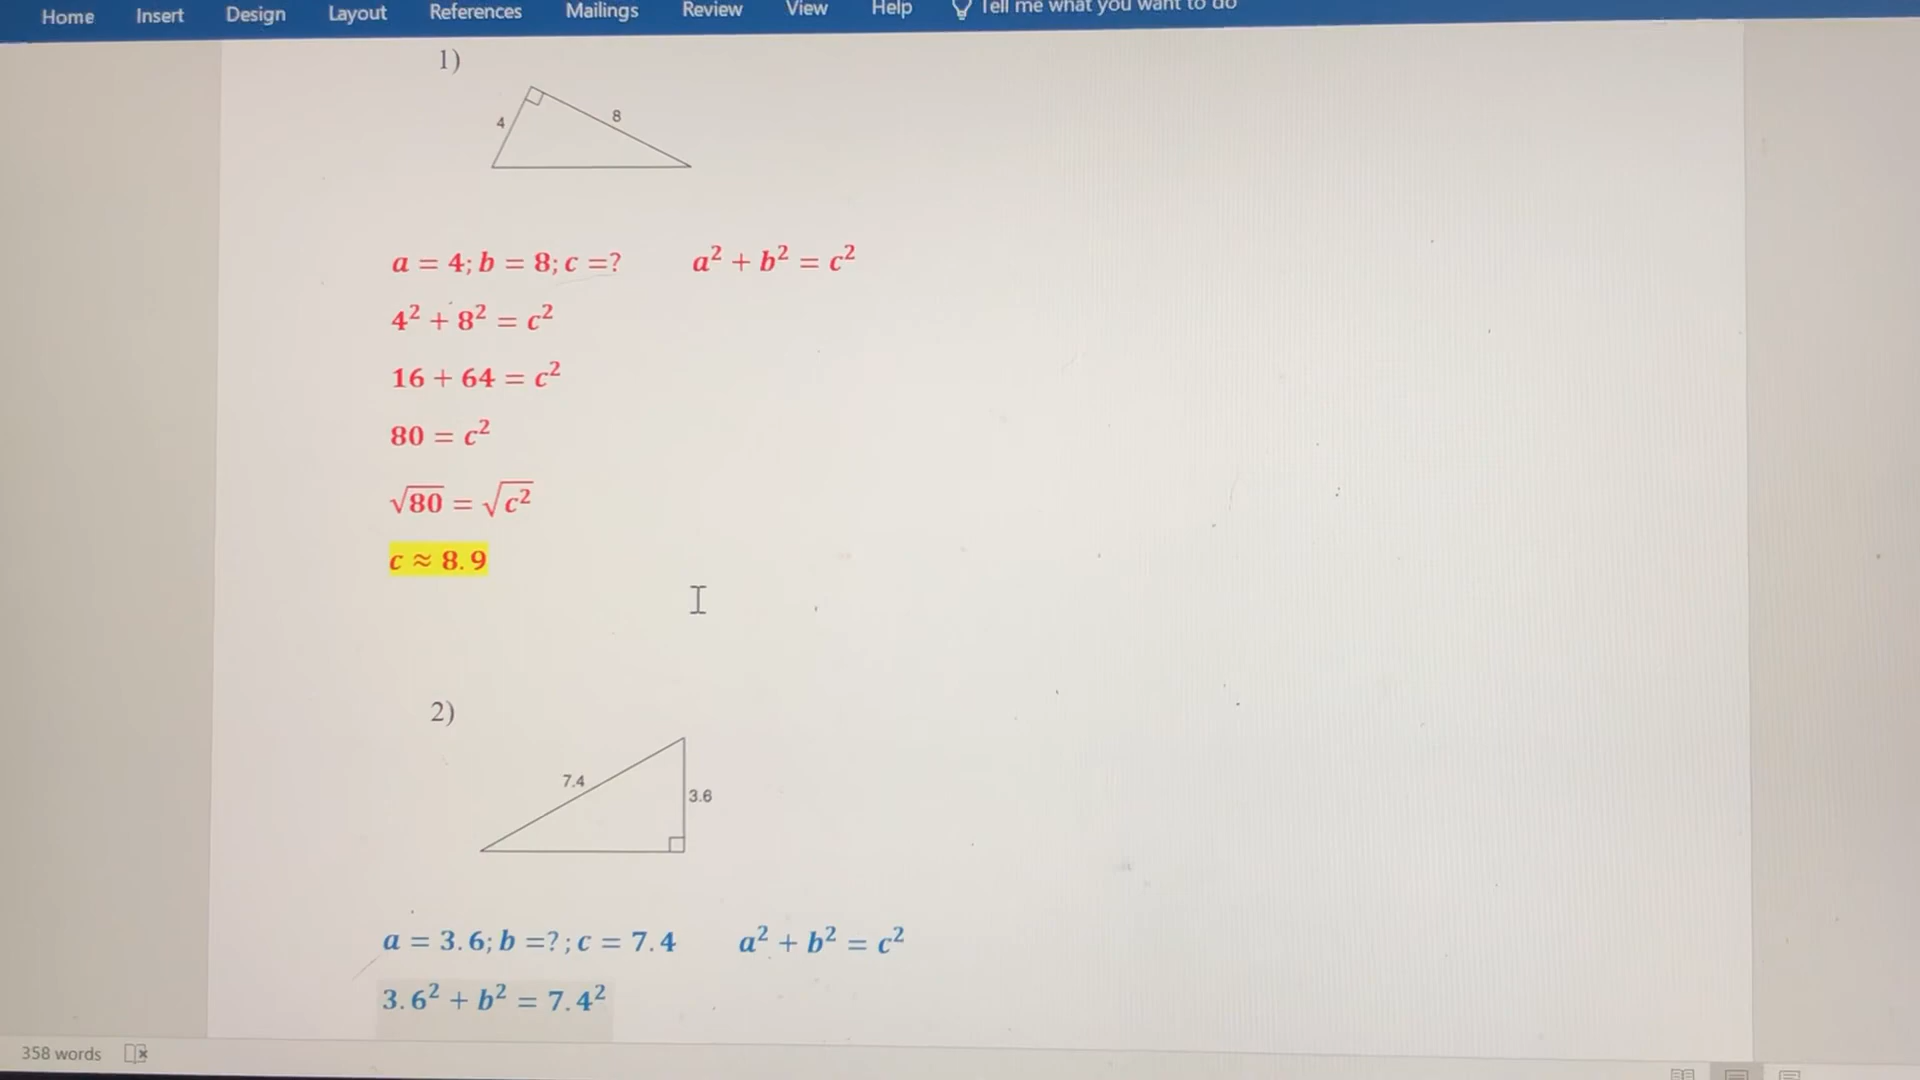 Home Insert Design Layout References Mailings Review View Help Tell me what you want to do
1)
4
8
a = 4; b = 8; c =? a² + b² = c²
4² + 8² = c²
16 + 64 = c²
80 = c²
√80 = √c²
c ≈ 8.9
2)
7.4
3.6
a = 3.6; b =? ; c = 7.4 a² + b² = c²
3.6² + b² = 7.4²
358 words